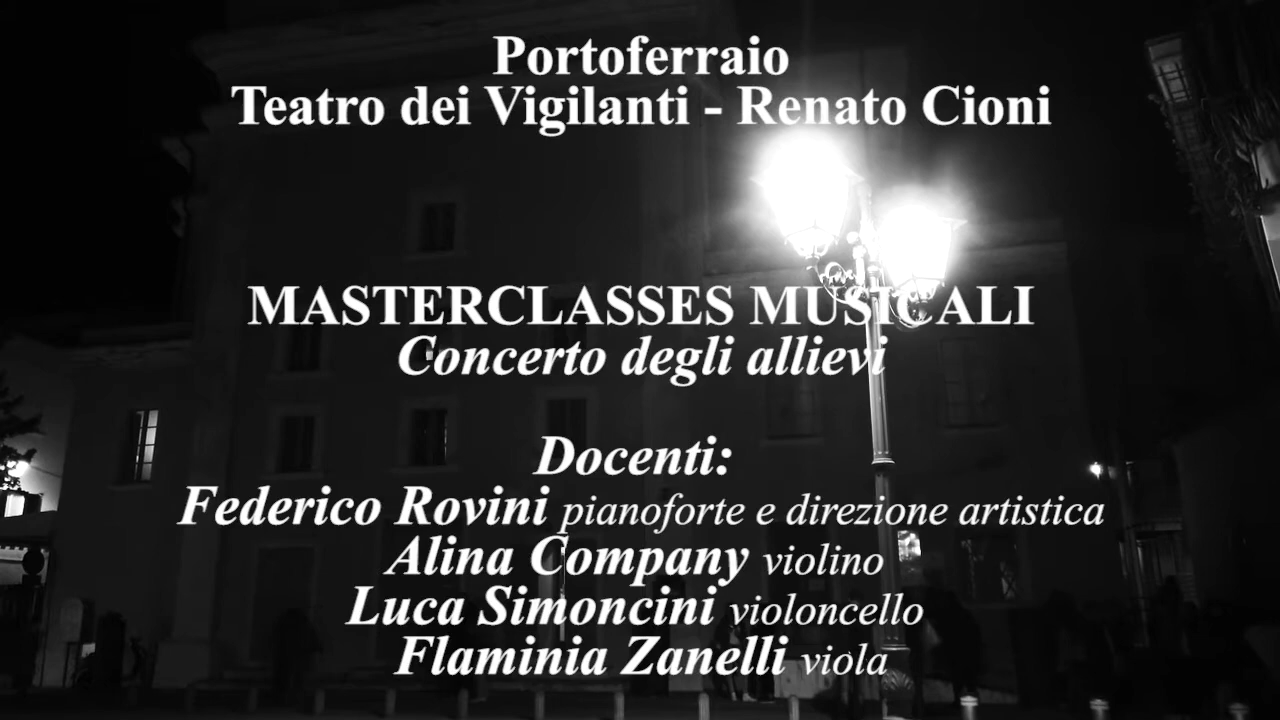 Portoferraio
Teatro dei Vigilanti - Renato Cioni
MASTERCLASSES MUSICALI
Concerto degli allievi
Docenti:
Federico Rovini pianoforte e direzione artistica
Alina Company violino
Luca Simoncini violoncello
Flaminia Zanelli viola